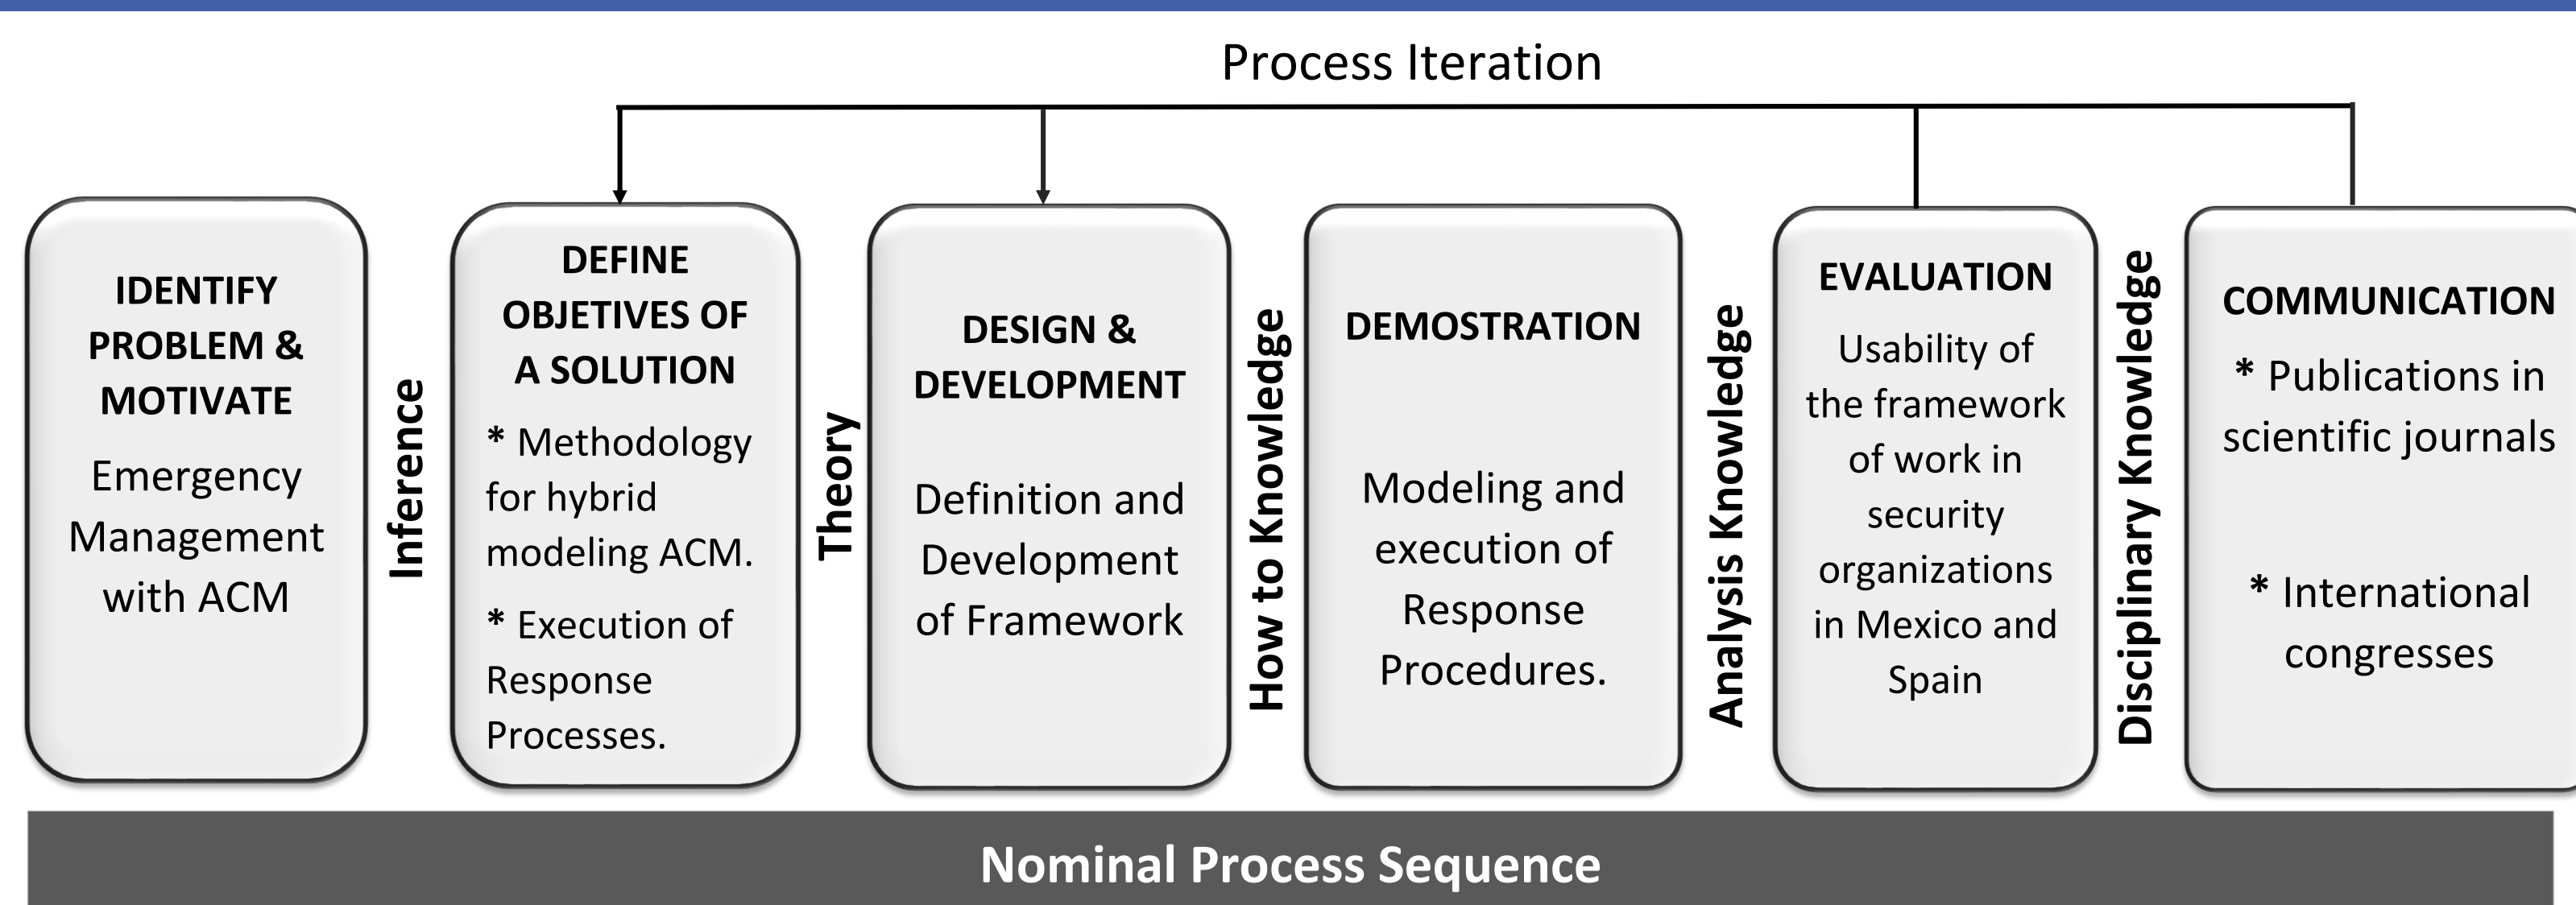 Process Iteration
IDENTIFY
PROBLEM &
MOTIVATE
Emergency
Management
with ACM
Inference
DEFINE
OBJETIVES OF
A SOLUTION
* Methodology
for hybrid
modeling ACM.
* Execution of
Response
Processes.
Theory
DESIGN &
DEVELOPMENT
Definition and
Development
of Framework
How to Knowledge
DEMOSTRATION
Modeling and
execution of
Response
Procedures.
Analysis Knowledge
EVALUATION
Usability of
the framework
of work in
security
organizations
in Mexico and
Spain
Disciplinary Knowledge
COMMUNICATION
* Publications in
scientific journals
* International
congresses
Nominal Process Sequence